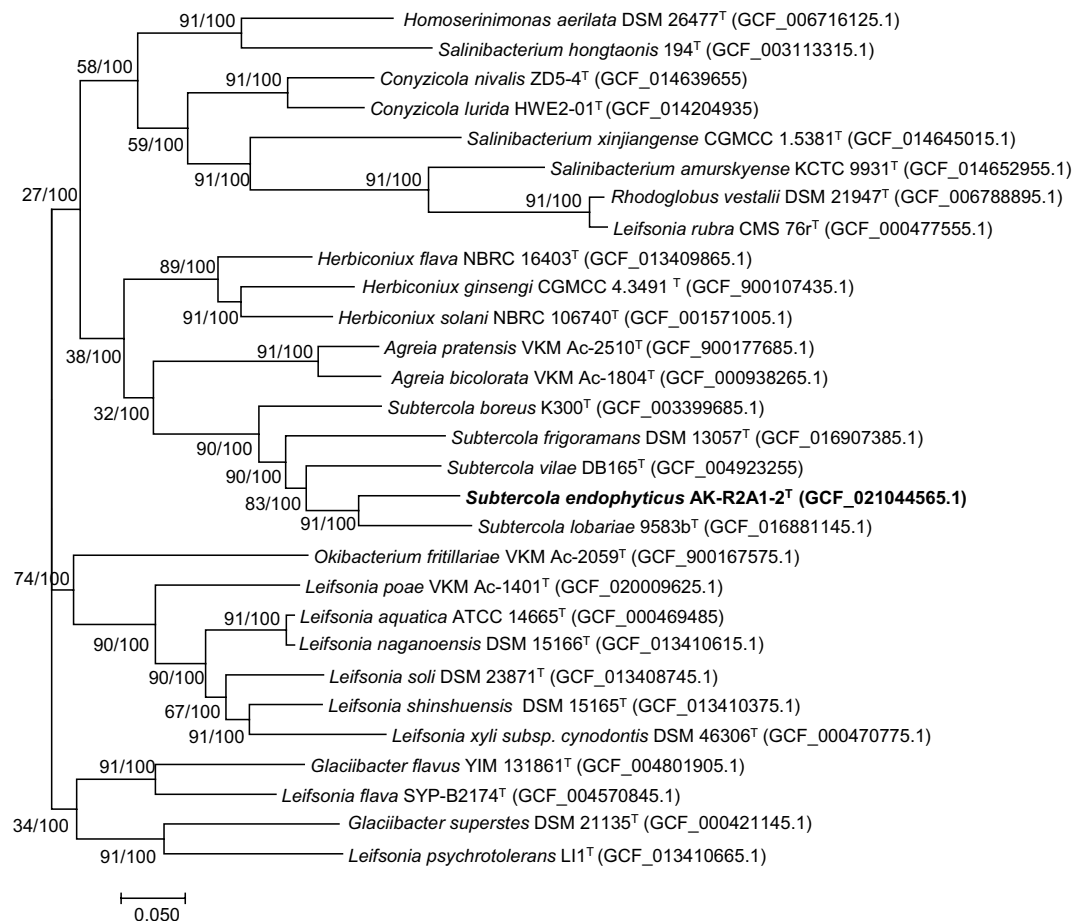 91/100
Homoserinimonas aerilata DSM 26477ᵀ (GCF_006716125.1)
Salinibacterium hongtaonis 194ᵀ (GCF_003113315.1)
58/100
91/100
Conyzicola nivalis ZD5-4ᵀ (GCF_014639655)
Conyzicola lurida HWE2-01ᵀ (GCF_014204935)
59/100
Salinibacterium xinjiangense CGMCC 1.5381ᵀ (GCF_014645015.1)
91/100
Salinibacterium amurskyense KCTC 9931ᵀ (GCF_014652955.1)
91/100
27/100
91/100
Rhodoglobus vestalii DSM 21947ᵀ (GCF_006788895.1)
Leifsonia rubra CMS 76rᵀ (GCF_000477555.1)
Herbiconiux flava NBRC 16403ᵀ (GCF_013409865.1)
89/100
Herbiconiux ginsengi CGMCC 4.3491 ᵀ (GCF_900107435.1)
91/100
Herbiconiux solani NBRC 106740ᵀ (GCF_001571005.1)
38/100
91/100
Agreia pratensis VKM Ac-2510ᵀ (GCF_900177685.1)
Agreia bicolorata VKM Ac-1804ᵀ (GCF_000938265.1)
32/100
Subtercola boreus K300ᵀ (GCF_003399685.1)
90/100
Subtercola frigoramans DSM 13057ᵀ (GCF_016907385.1)
90/100
Subtercola vilae DB165ᵀ (GCF_004923255)
83/100
Subtercola endophyticus AK-R2A1-2ᵀ (GCF_021044565.1)
91/100
Subtercola lobariae 9583bᵀ (GCF_016881145.1)
Okibacterium fritillariae VKM Ac-2059ᵀ (GCF_900167575.1)
74/100
Leifsonia poae VKM Ac-1401ᵀ (GCF_020009625.1)
91/100
Leifsonia aquatica ATCC 14665ᵀ (GCF_000469485)
90/100
Leifsonia naganoensis DSM 15166ᵀ (GCF_013410615.1)
90/100
Leifsonia soli DSM 23871ᵀ (GCF_013408745.1)
67/100
Leifsonia shinshuensis DSM 15165ᵀ (GCF_013410375.1)
91/100
Leifsonia xyli subsp. cynodontis DSM 46306ᵀ (GCF_000470775.1)
91/100
Glaciibacter flavus YIM 131861ᵀ (GCF_004801905.1)
Leifsonia flava SYP-B2174ᵀ (GCF_004570845.1)
34/100
Glaciibacter superstes DSM 21135ᵀ (GCF_000421145.1)
91/100
Leifsonia psychrotolerans LI1ᵀ (GCF_013410665.1)
0.050